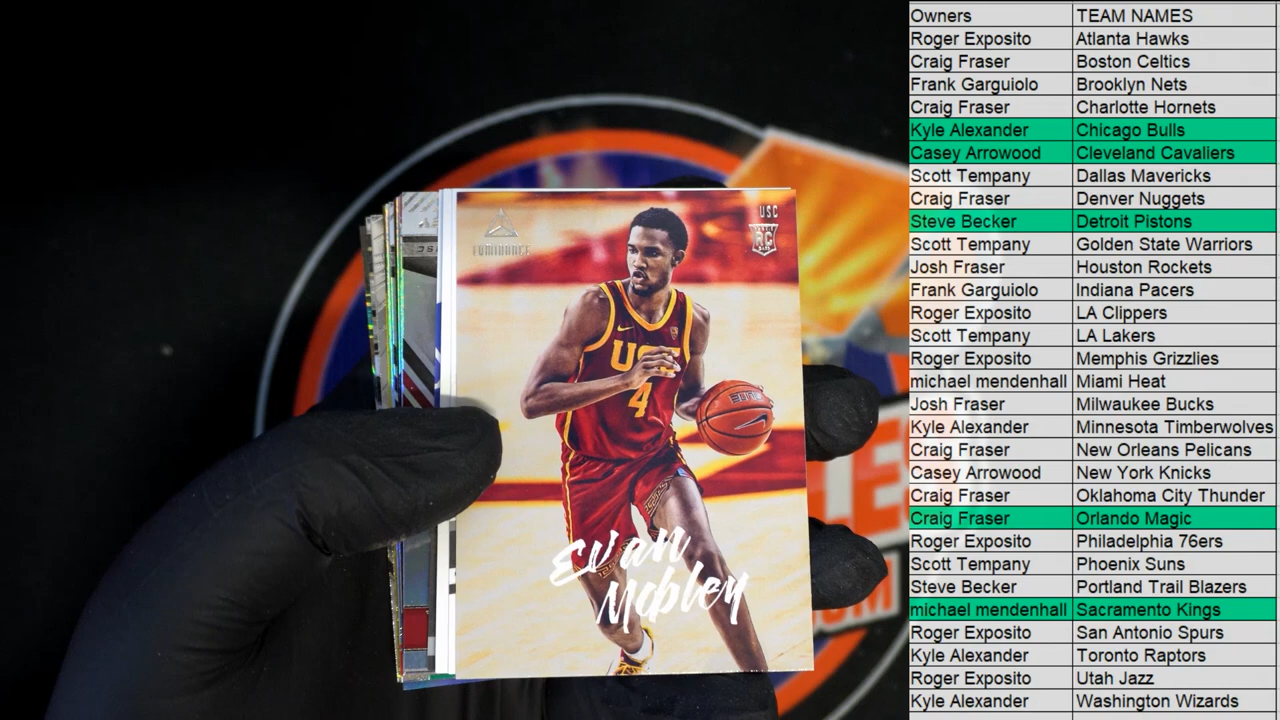 LUMINANCE
USC
RC
USC
4
Evan
Mobley
Owners TEAM NAMES
Roger Exposito Atlanta Hawks
Craig Fraser Boston Celtics
Frank Garguiolo Brooklyn Nets
Craig Fraser Charlotte Hornets
Kyle Alexander Chicago Bulls
Casey Arrowood Cleveland Cavaliers
Scott Tempany Dallas Mavericks
Craig Fraser Denver Nuggets
Steve Becker Detroit Pistons
Scott Tempany Golden State Warriors
Josh Fraser Houston Rockets
Frank Garguiolo Indiana Pacers
Roger Exposito LA Clippers
Scott Tempany LA Lakers
Roger Exposito Memphis Grizzlies
michael mendenhall Miami Heat
Josh Fraser Milwaukee Bucks
Kyle Alexander Minnesota Timberwolves
Craig Fraser New Orleans Pelicans
Casey Arrowood New York Knicks
Craig Fraser Oklahoma City Thunder
Craig Fraser Orlando Magic
Roger Exposito Philadelphia 76ers
Scott Tempany Phoenix Suns
Steve Becker Portland Trail Blazers
michael mendenhall Sacramento Kings
Roger Exposito San Antonio Spurs
Kyle Alexander Toronto Raptors
Roger Exposito Utah Jazz
Kyle Alexander Washington Wizards